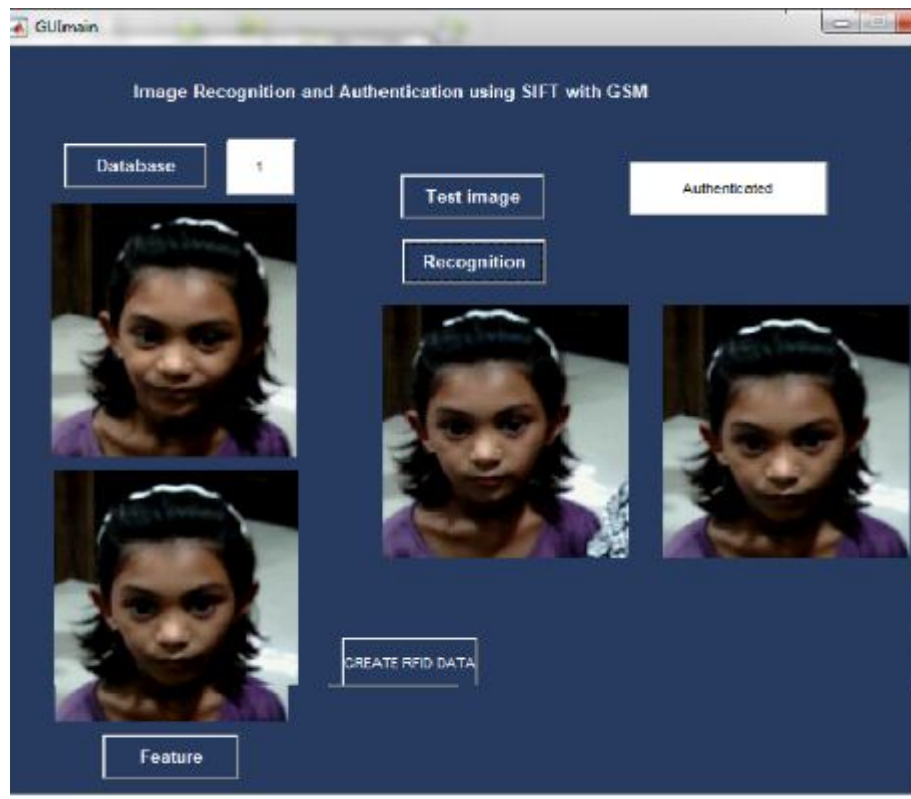 GUImain
Image Recognition and Authentication using SIFT with GSM
Database
1
Test image
Authenticated
Recognition
CREATE RFID DATA
Feature